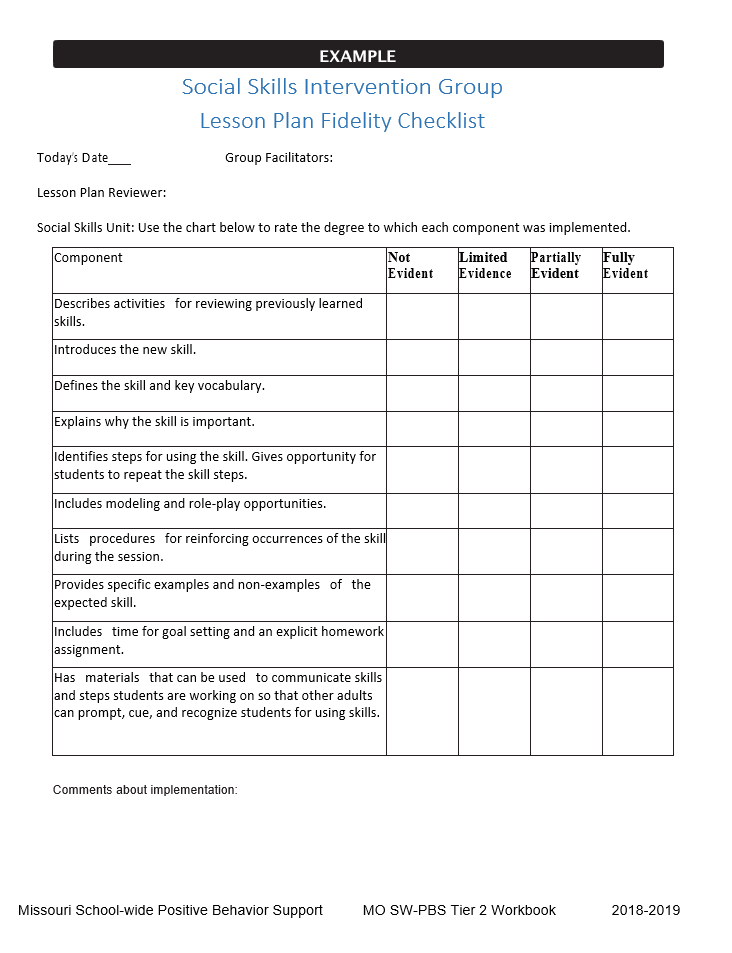 EXAMPLE
Social Skills Intervention Group
Lesson Plan Fidelity Checklist
Today's Date___ Group Facilitators:
Lesson Plan Reviewer:
Social Skills Unit: Use the chart below to rate the degree to which each component was implemented.
Component Not Evident Limited Evidence Partially Evident Fully Evident
Describes activities for reviewing previously learned
skills.
Introduces the new skill.
Defines the skill and key vocabulary.
Explains why the skill is important.
Identifies steps for using the skill. Gives opportunity for
students to repeat the skill steps.
Includes modeling and role-play opportunities.
Lists procedures for reinforcing occurrences of the skill
during the session.
Provides specific examples and non-examples of the
expected skill.
Includes time for goal setting and an explicit homework
assignment.
Has materials that can be used to communicate skills
and steps students are working on so that other adults
can prompt, cue, and recognize students for using skills.
Comments about implementation:
Missouri School-wide Positive Behavior Support MO SW-PBS Tier 2 Workbook 2018-2019